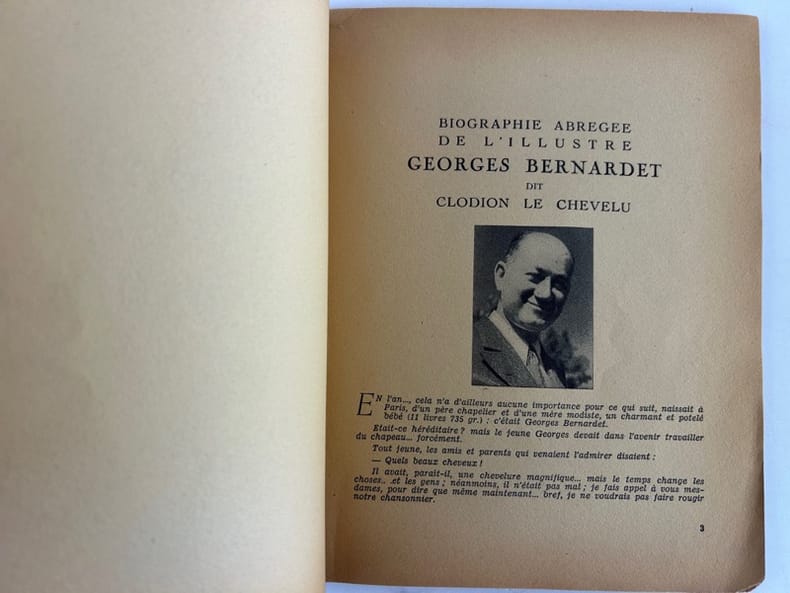 BIOGRAPHIE ABREGEE
DE L'ILLUSTRE
GEORGES BERNARDET
DIT
CLODION LE CHEVELU
EN l'an..., cela n'a d'ailleurs aucune importance pour ce qui suit, naissait à
Paris, d'un père chapelier et d'une mère modiste, un charmant et potelé
bébé (11 livres 735 gr.) : c'était Georges Bernardet.
Etait-ce héréditaire ? mais le jeune Georges devait dans l'avenir travailler
du chapeau... forcément.
Tout jeune, les amis et parents qui venaient l'admirer disaient :
— Quels beaux cheveux !
Il avait, paraît-il, une chevelure magnifique... mais le temps change les
choses.. .et les gens ; néanmoins, il n'était pas mal ; je fais appel à vous mes-
dames, pour dire que même maintenant... bref, je ne voudrais pas faire rougir
notre chansonnier.
3